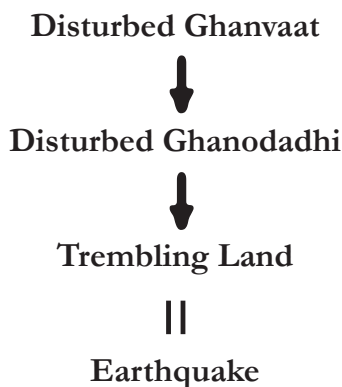 Disturbed Ghanvaat
Disturbed Ghanodadhi
Trembling Land
Earthquake